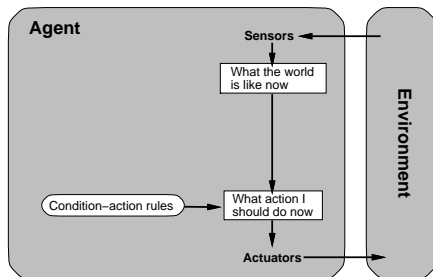 Agent
Sensors
What the world
is like now
Environment
Condition–action rules
What action I
should do now
Actuators